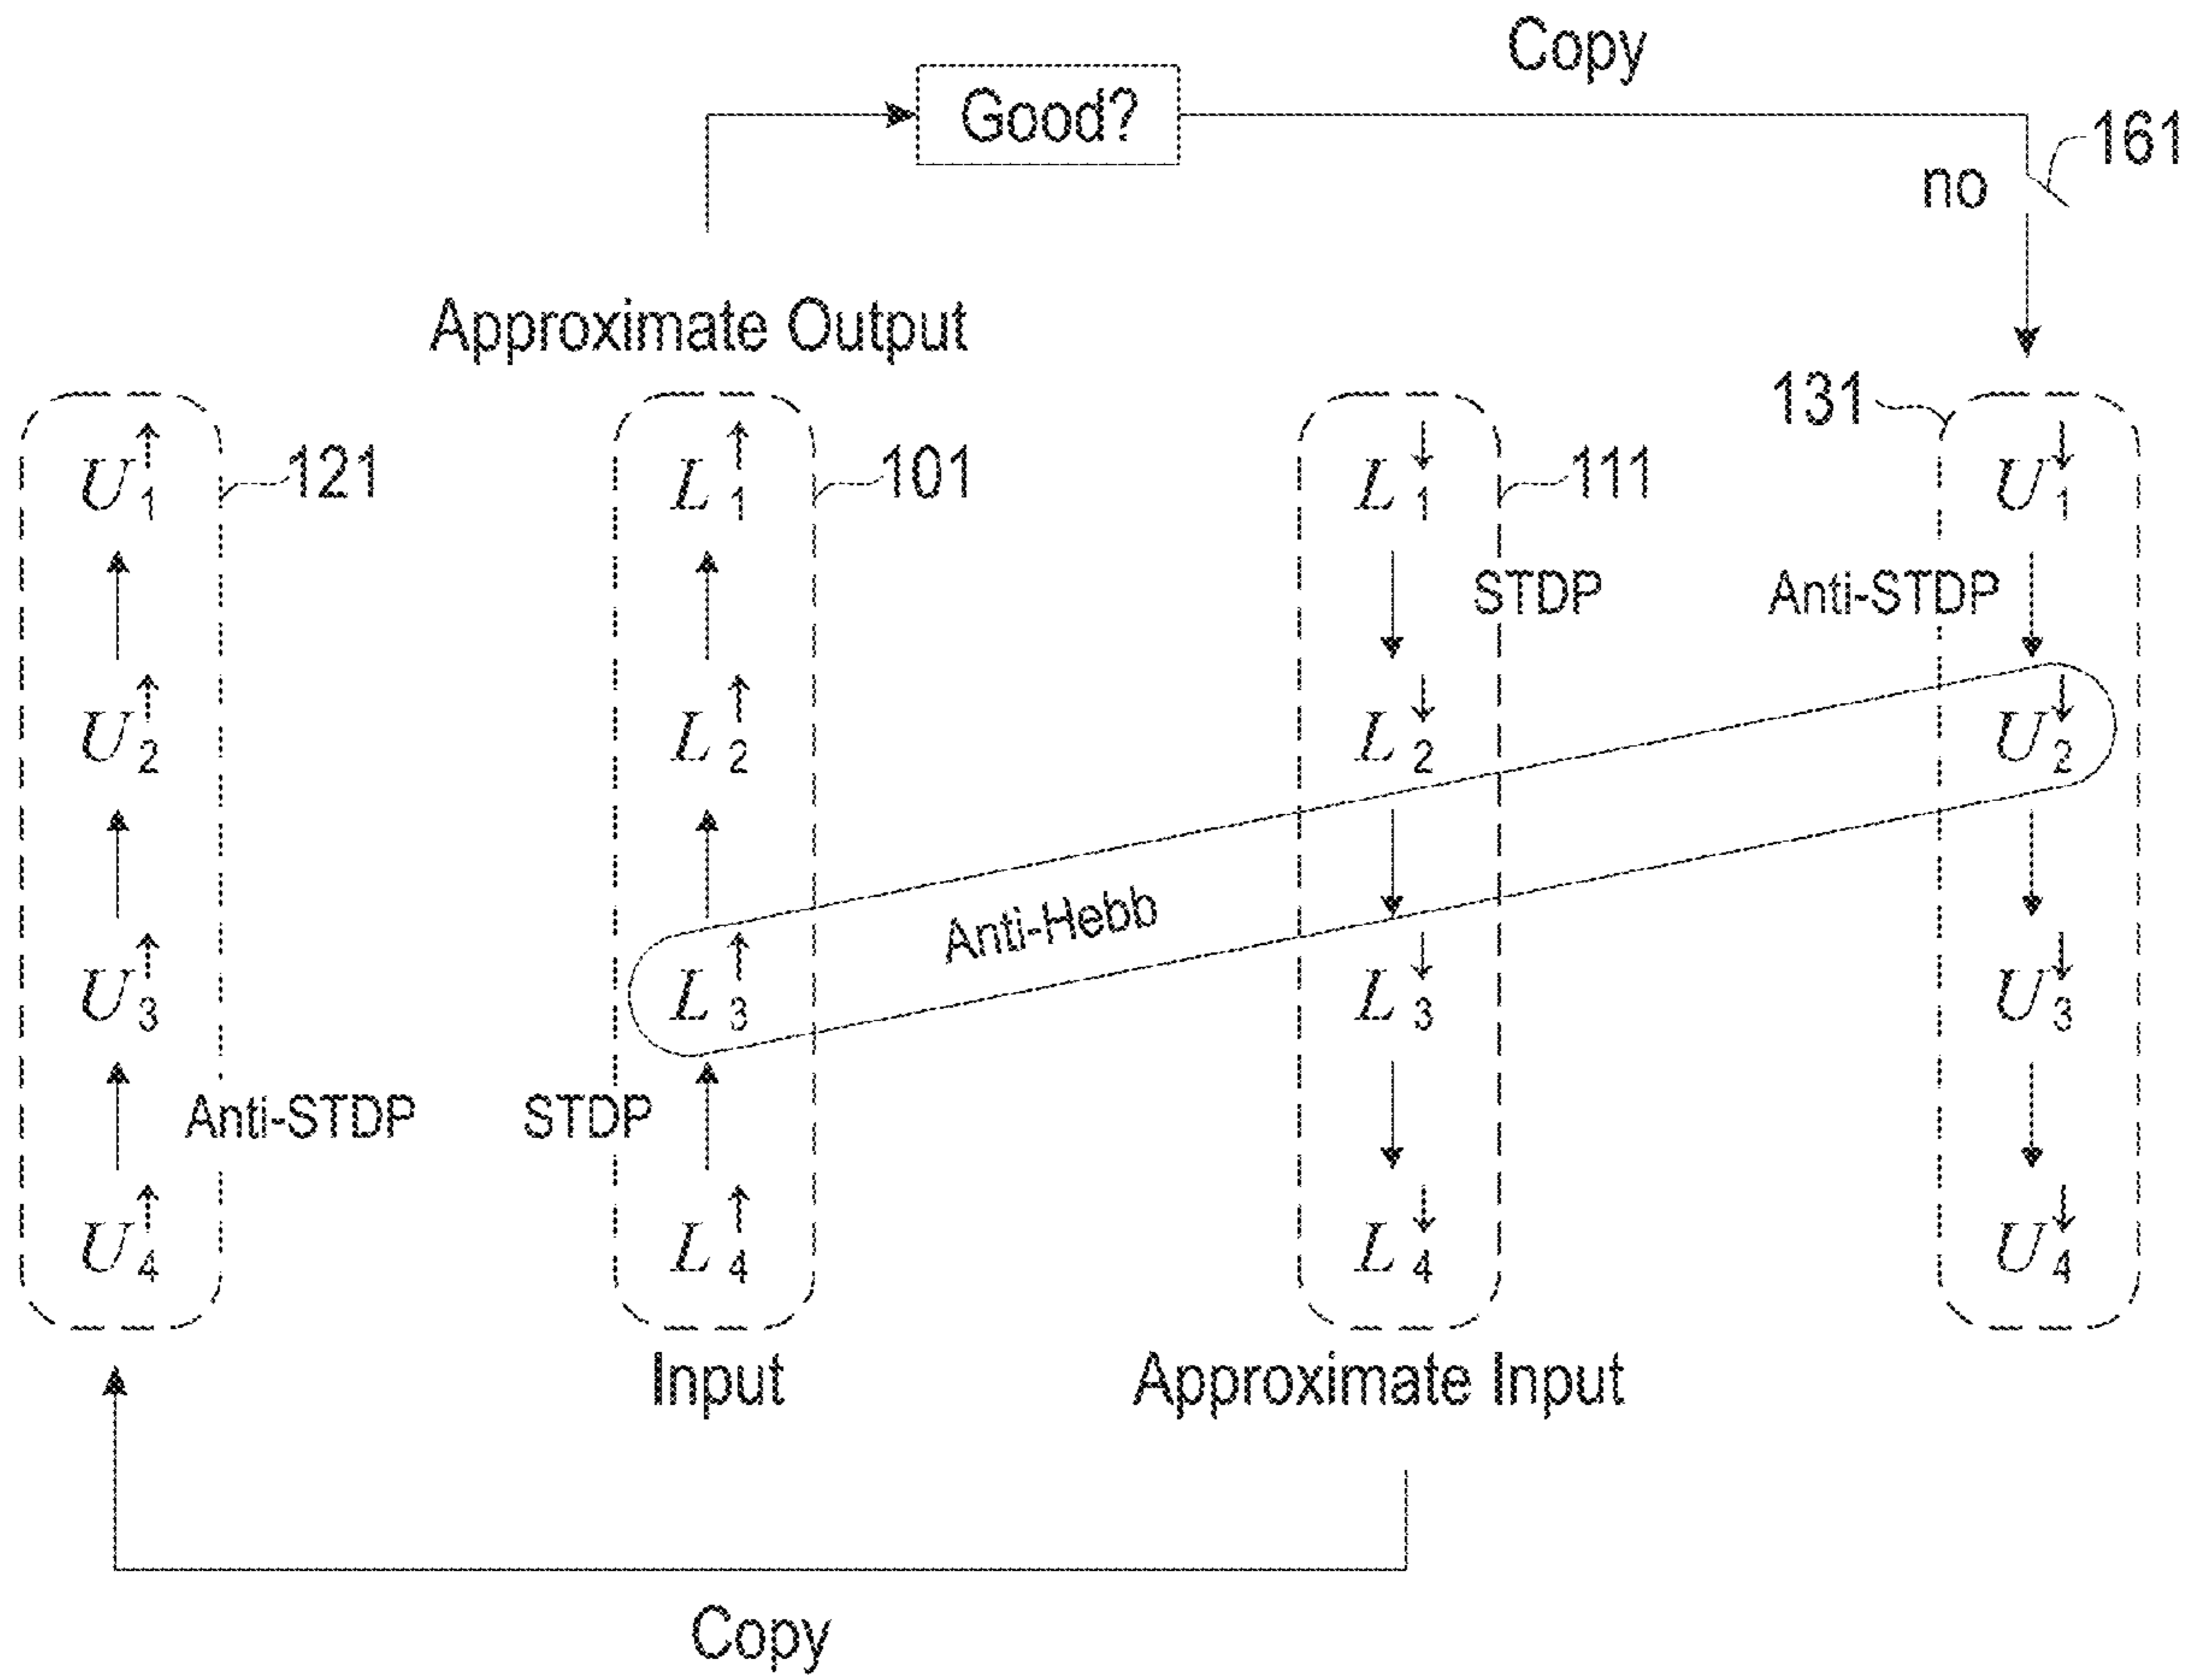 Copy
Good?
161
no
Approximate Output
131
U↑1
121
L↑1
101
L↓1
111
U↓1
STDP
Anti-STDP
U↑2
L↑2
L↓2
U↓2
Anti-Hebb
U↑3
L↑3
L↓3
U↓3
Anti-STDP
STDP
U↑4
L↑4
L↓4
U↓4
Input
Approximate Input
Copy